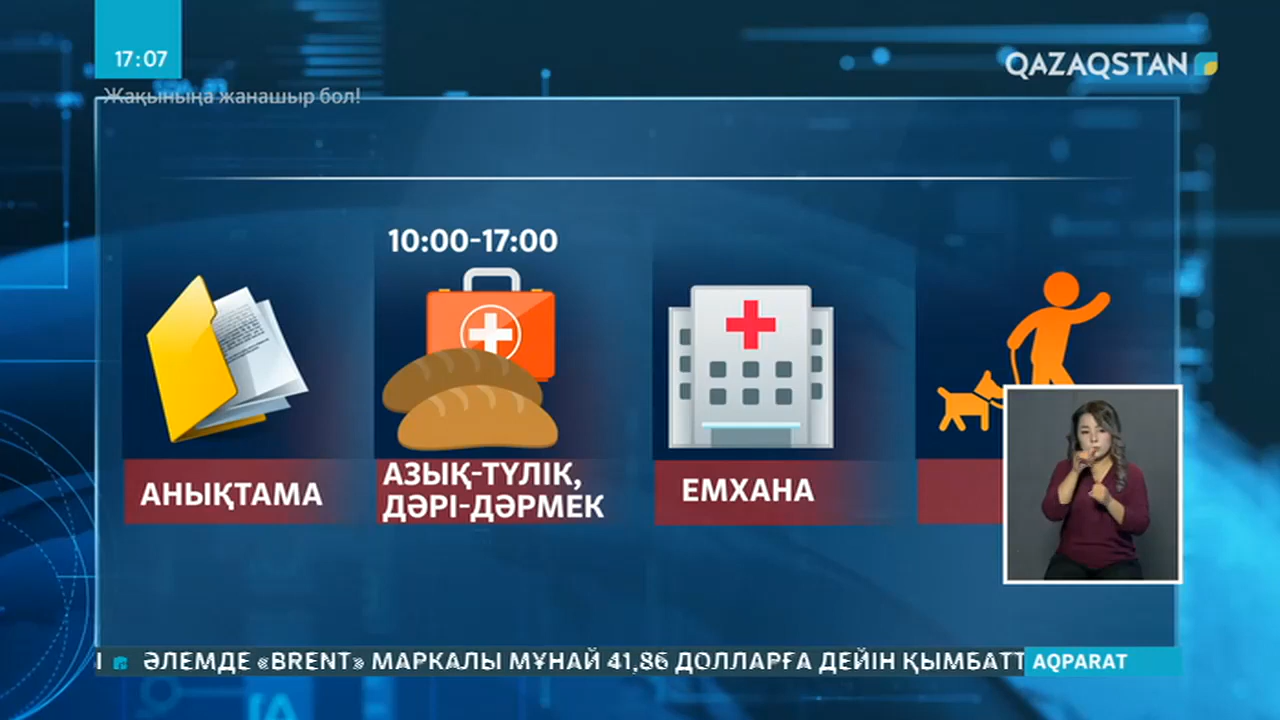 17:07
QAZAQSTAN
Жақыныңа жанашыр бол!
10:00-17:00
АНЫҚТАМА
АЗЫҚ-ТҮЛІК,
ДӘРІ-ДӘРМЕК
ЕМХАНА
ӘЛЕМДЕ «BRENT» МАРКАЛЫ МҰНАЙ 41,86 ДОЛЛАРҒА ДЕЙІН ҚЫМБАТТ
AQPARAT